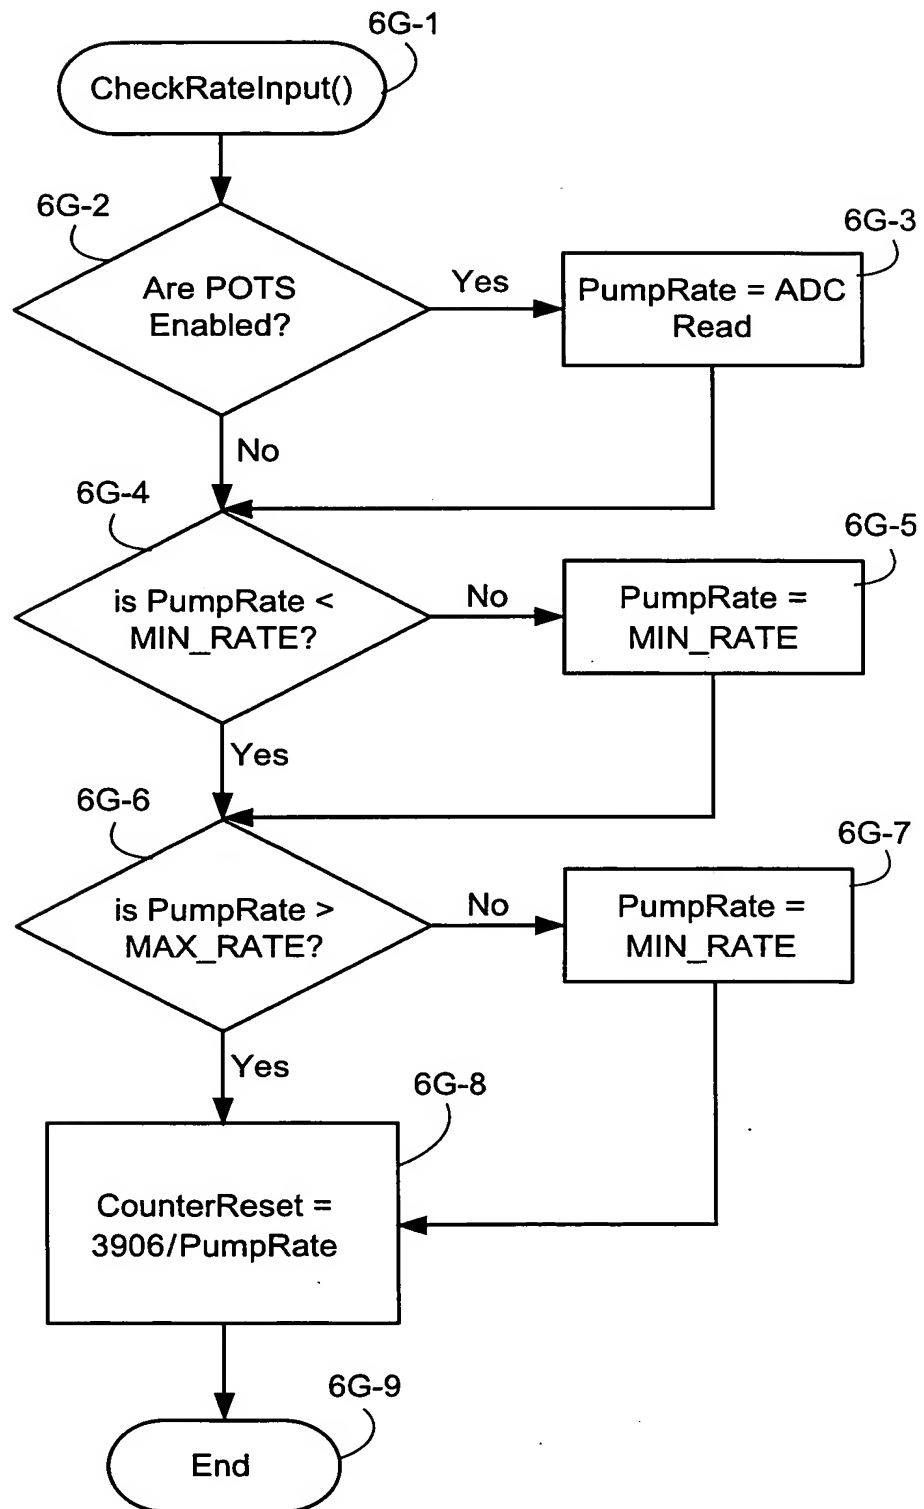 6G-1
CheckRateInput()
6G-2
Are POTS
Enabled?
Yes
6G-3
PumpRate = ADC
Read
No
6G-4
is PumpRate <
MIN_RATE?
No
6G-5
PumpRate =
MIN_RATE
Yes
6G-6
is PumpRate >
MAX_RATE?
No
6G-7
PumpRate =
MIN_RATE
Yes
6G-8
CounterReset =
3906/PumpRate
6G-9
End